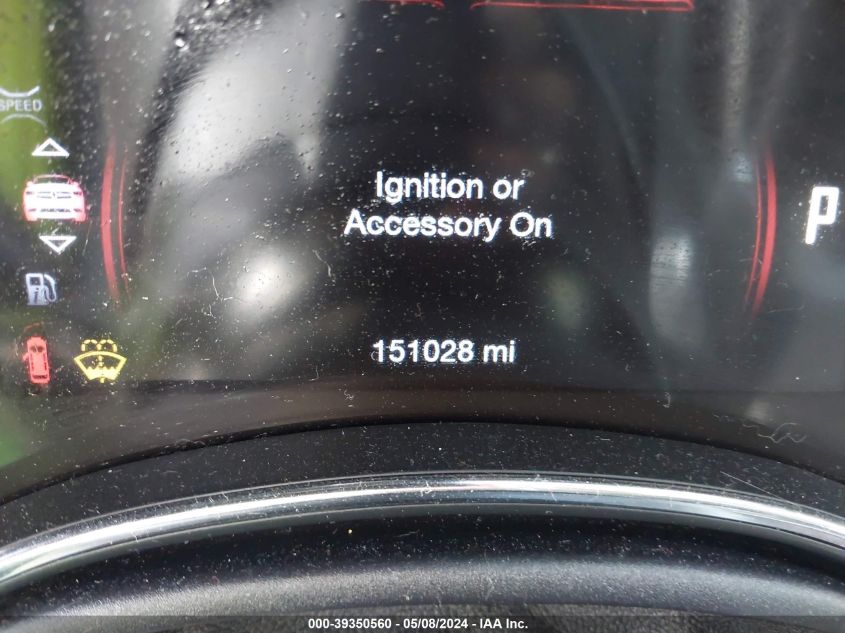 SPEED
Ignition or
Accessory On
P
151028 mi
000-39350560 - 05/08/2024 - IAA Inc.